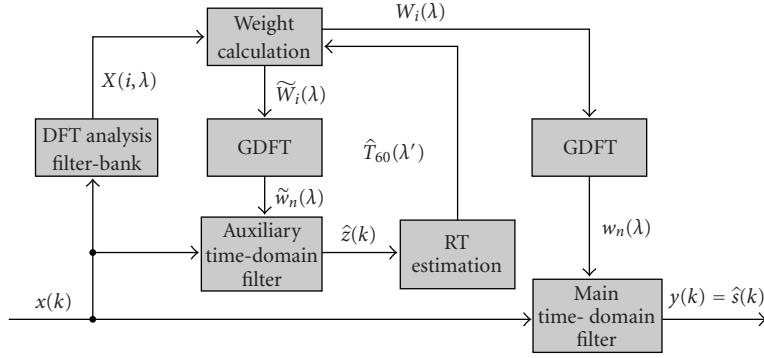 Weight
calculation
W_i(λ)
X(i, λ)
W̃_i(λ)
DFT analysis
filter-bank
GDFT
T̂_60(λ′)
GDFT
w̃_n(λ)
Auxiliary
time-domain
filter
ẑ(k)
RT
estimation
w_n(λ)
x(k)
Main
time- domain
filter
y(k) = ŝ(k)